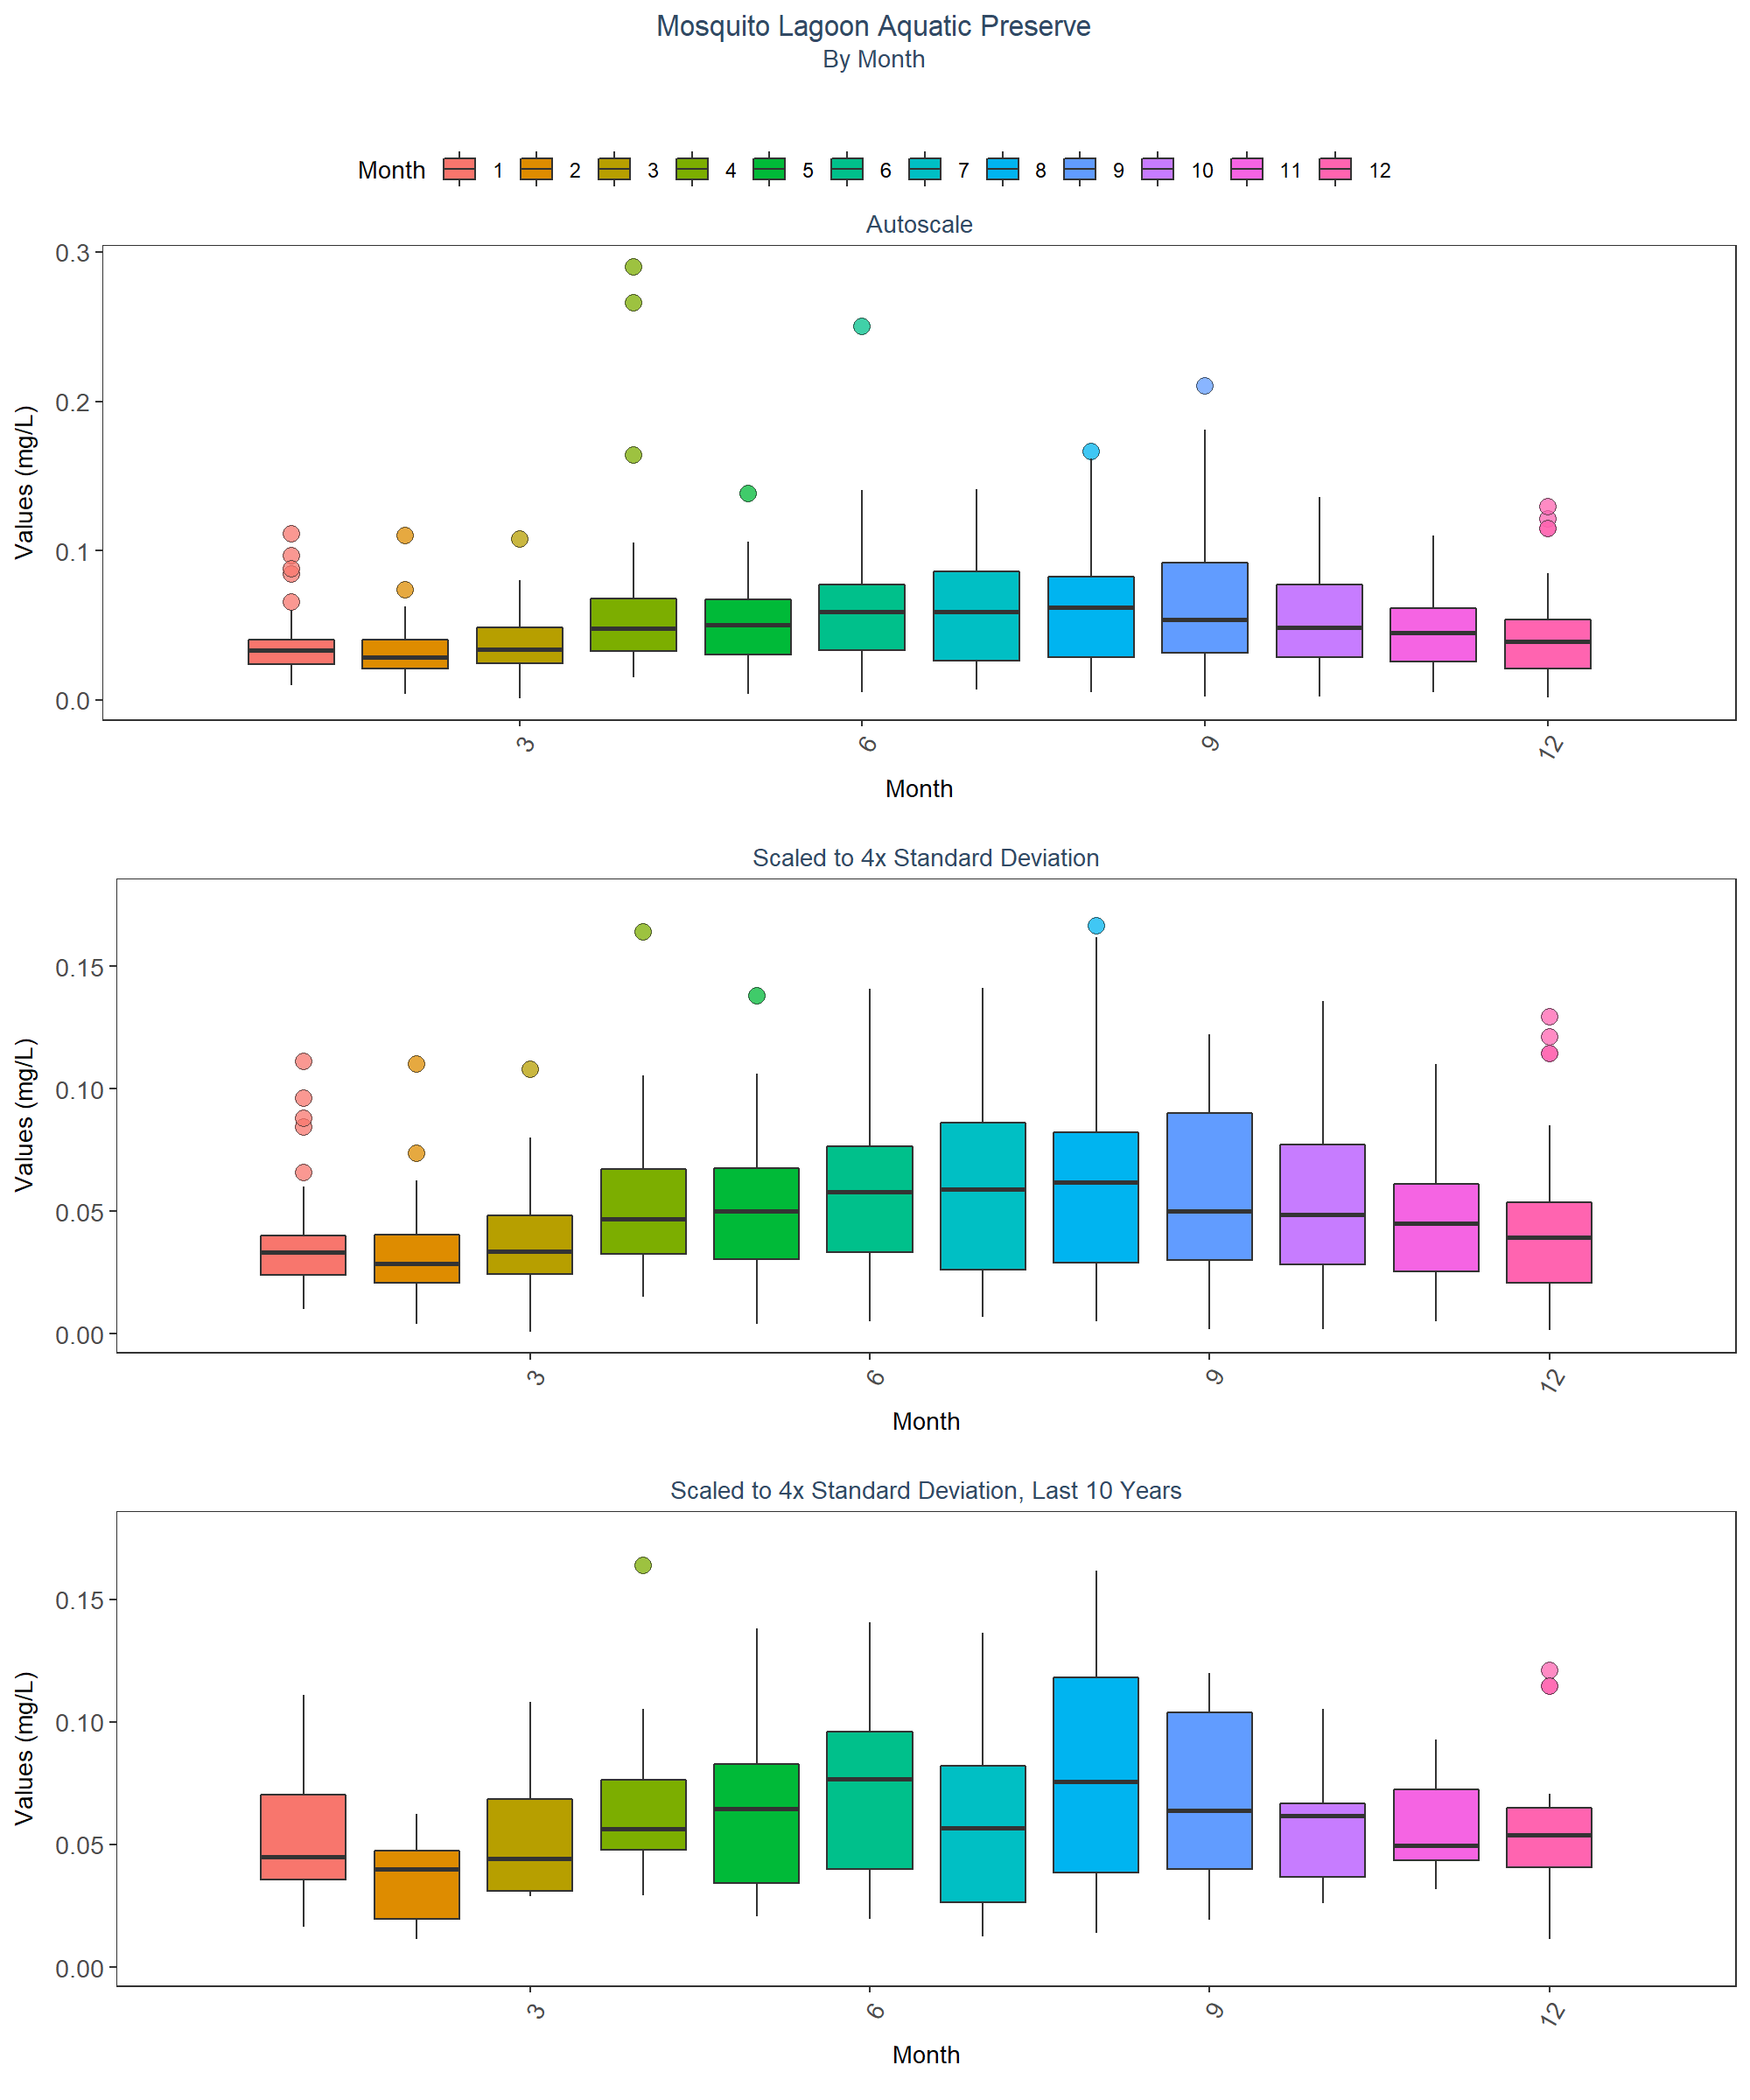 Mosquito Lagoon Aquatic Preserve
By Month
Month 1 2 3 4 5 6 7 8 9 10 11 12
Autoscale
Values (mg/L)
0.3
0.2
0.1
0.0
3 6 9 12
Month
Scaled to 4x Standard Deviation
Values (mg/L)
0.15
0.10
0.05
0.00
3 6 9 12
Month
Scaled to 4x Standard Deviation, Last 10 Years
Values (mg/L)
0.15
0.10
0.05
0.00
3 6 9 12
Month